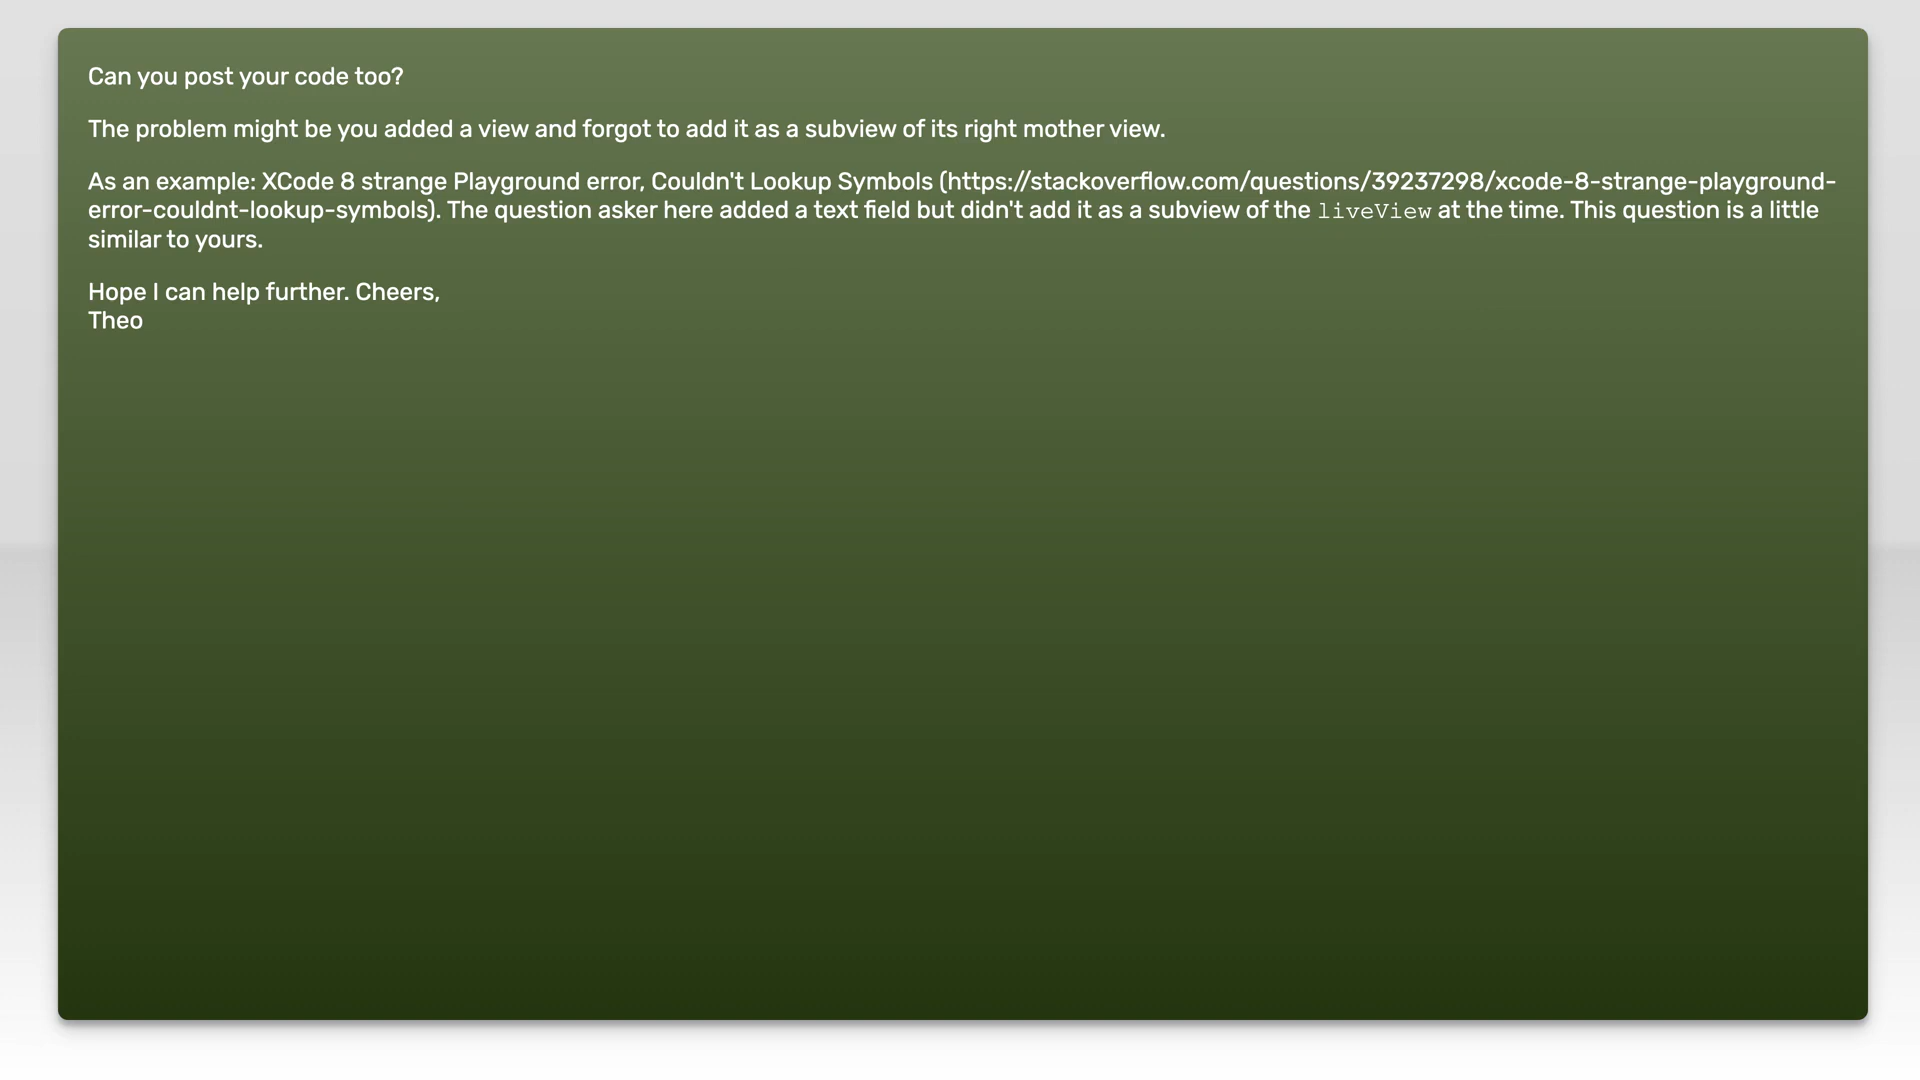 Can you post your code too?
The problem might be you added a view and forgot to add it as a subview of its right mother view.
As an example: XCode 8 strange Playground error, Couldn't Lookup Symbols (https://stackoverflow.com/questions/39237298/xcode-8-strange-playground-
error-couldnt-lookup-symbols). The question asker here added a text field but didn't add it as a subview of the liveView at the time. This question is a little
similar to yours.
Hope I can help further. Cheers,
Theo